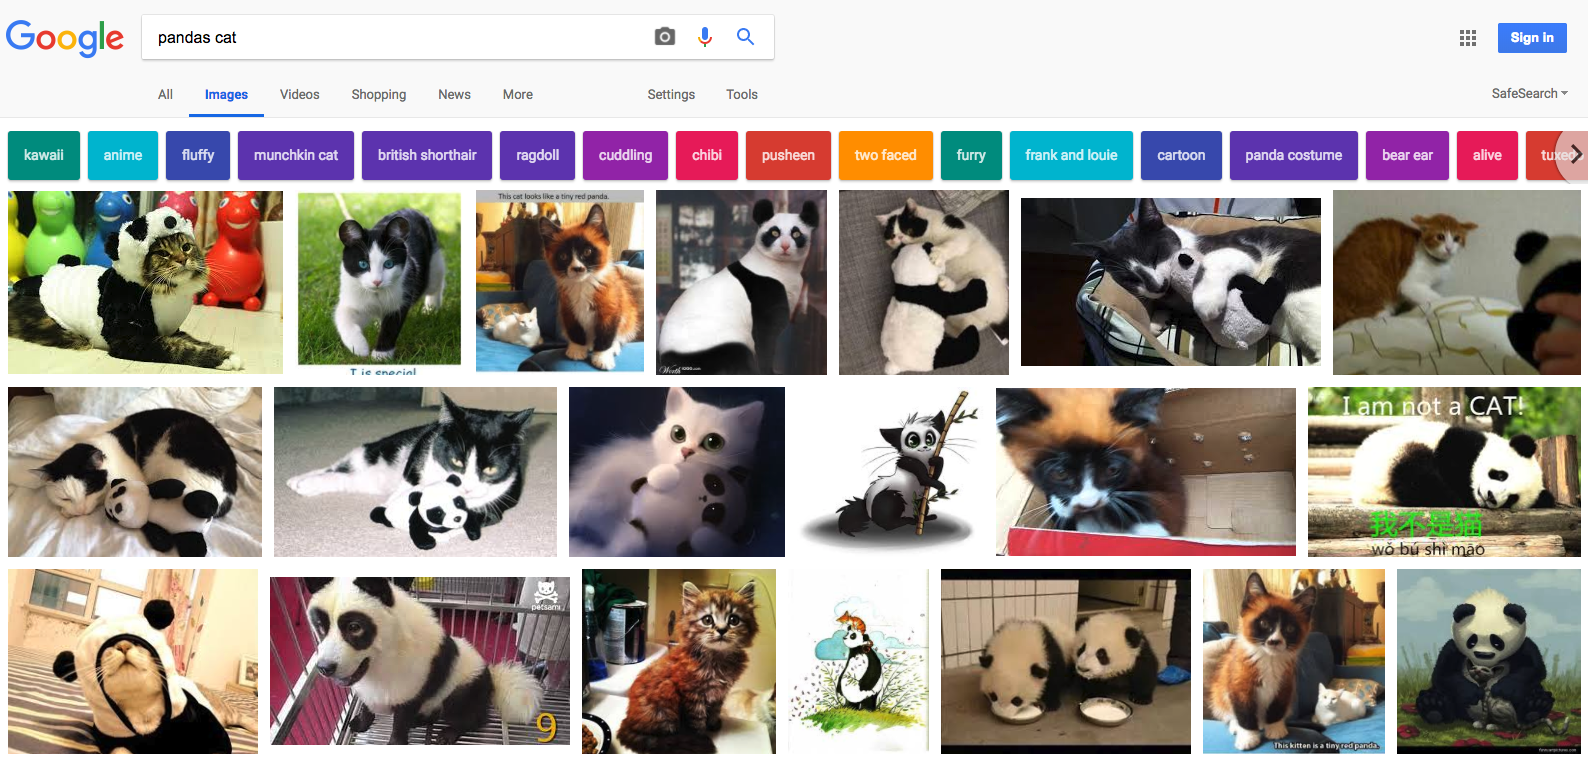 Google
pandas cat
Sign in
All Images Videos Shopping News More Settings Tools
SafeSearch
kawaii anime fluffy munchkin cat british shorthair ragdoll cuddling chibi pusheen two faced furry frank and louie cartoon panda costume bear ear alive
This cat looks like a tiny red panda.
I is special
I am not a CAT!
我不是猫
wǒ bú shì māo
petsami
9
This kitten is a tiny red panda.